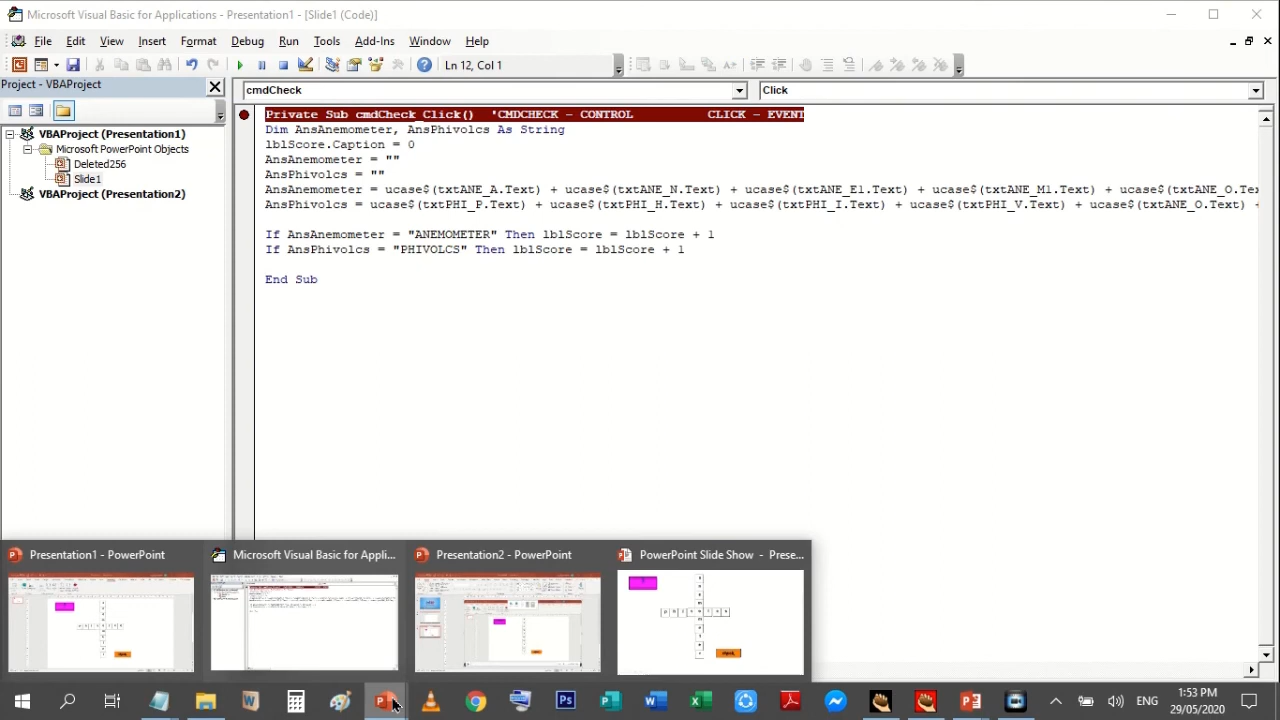 Microsoft Visual Basic for Applications - Presentation1 - [Slide1 (Code)]
File Edit View Insert Format Debug Run Tools Add-Ins Window Help
Ln 12, Col 1
Project - VBAProject
cmdCheck
Click
VBAProject (Presentation1)
Microsoft PowerPoint Objects
Deleted256
Slide1
VBAProject (Presentation2)
Private Sub cmdCheck_Click() 'CMDCHECK - CONTROL CLICK - EVENT
Dim AnsAnemometer, AnsPhivolcs As String
lblScore.Caption = 0
AnsAnemometer = ""
AnsPhivolcs = ""
AnsAnemometer = ucase$(txtANE_A.Text) + ucase$(txtANE_N.Text) + ucase$(txtANE_E1.Text) + ucase$(txtANE_M1.Text) + ucase$(txtANE_O.Tex
AnsPhivolcs = ucase$(txtPHI_P.Text) + ucase$(txtPHI_H.Text) + ucase$(txtPHI_I.Text) + ucase$(txtPHI_V.Text) + ucase$(txtANE_O.Text) +
If AnsAnemometer = "ANEMOMETER" Then lblScore = lblScore + 1
If AnsPhivolcs = "PHIVOLCS" Then lblScore = lblScore + 1
End Sub
Presentation1 - PowerPoint
Microsoft Visual Basic for Appli...
Presentation2 - PowerPoint
PowerPoint Slide Show - Prese...
ENG
1:53 PM
29/05/2020